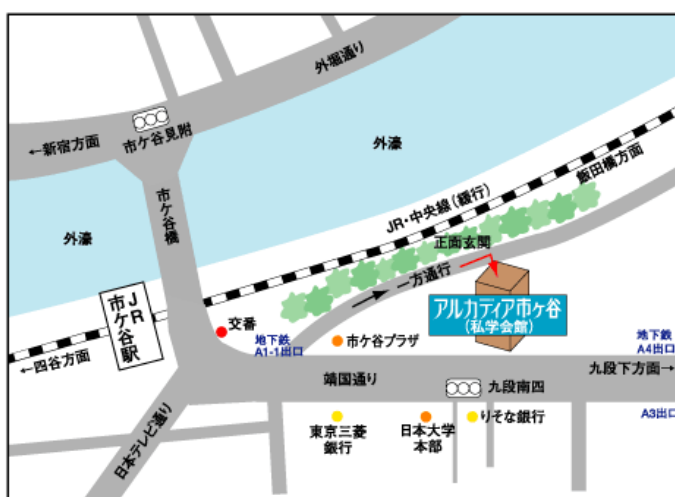 外堀通り
←新宿方面
市ケ谷見附
外濠
飯田橋方面
市ケ谷橋
JR・中央線(緩行)
外濠
正面玄関
一方通行
JR
市ケ谷駅
アルカディア市ヶ谷
(私学会館)
交番
地下鉄
A1-1出口
市ケ谷プラザ
地下鉄
A4出口
←四谷方面
靖国通り
九段南四
九段下方面→
日本テレビ通り
東京三菱
銀行
日本大学
本部
りそな銀行
A3出口